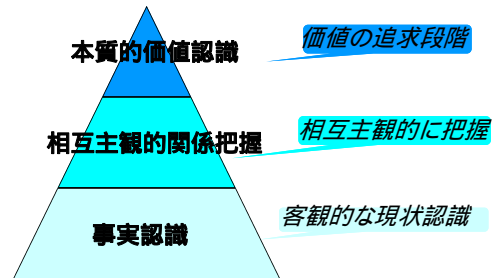 本質的価値認識
価値の追求段階
相互主観的関係把握
相互主観的に把握
事実認識
客観的な現状認識